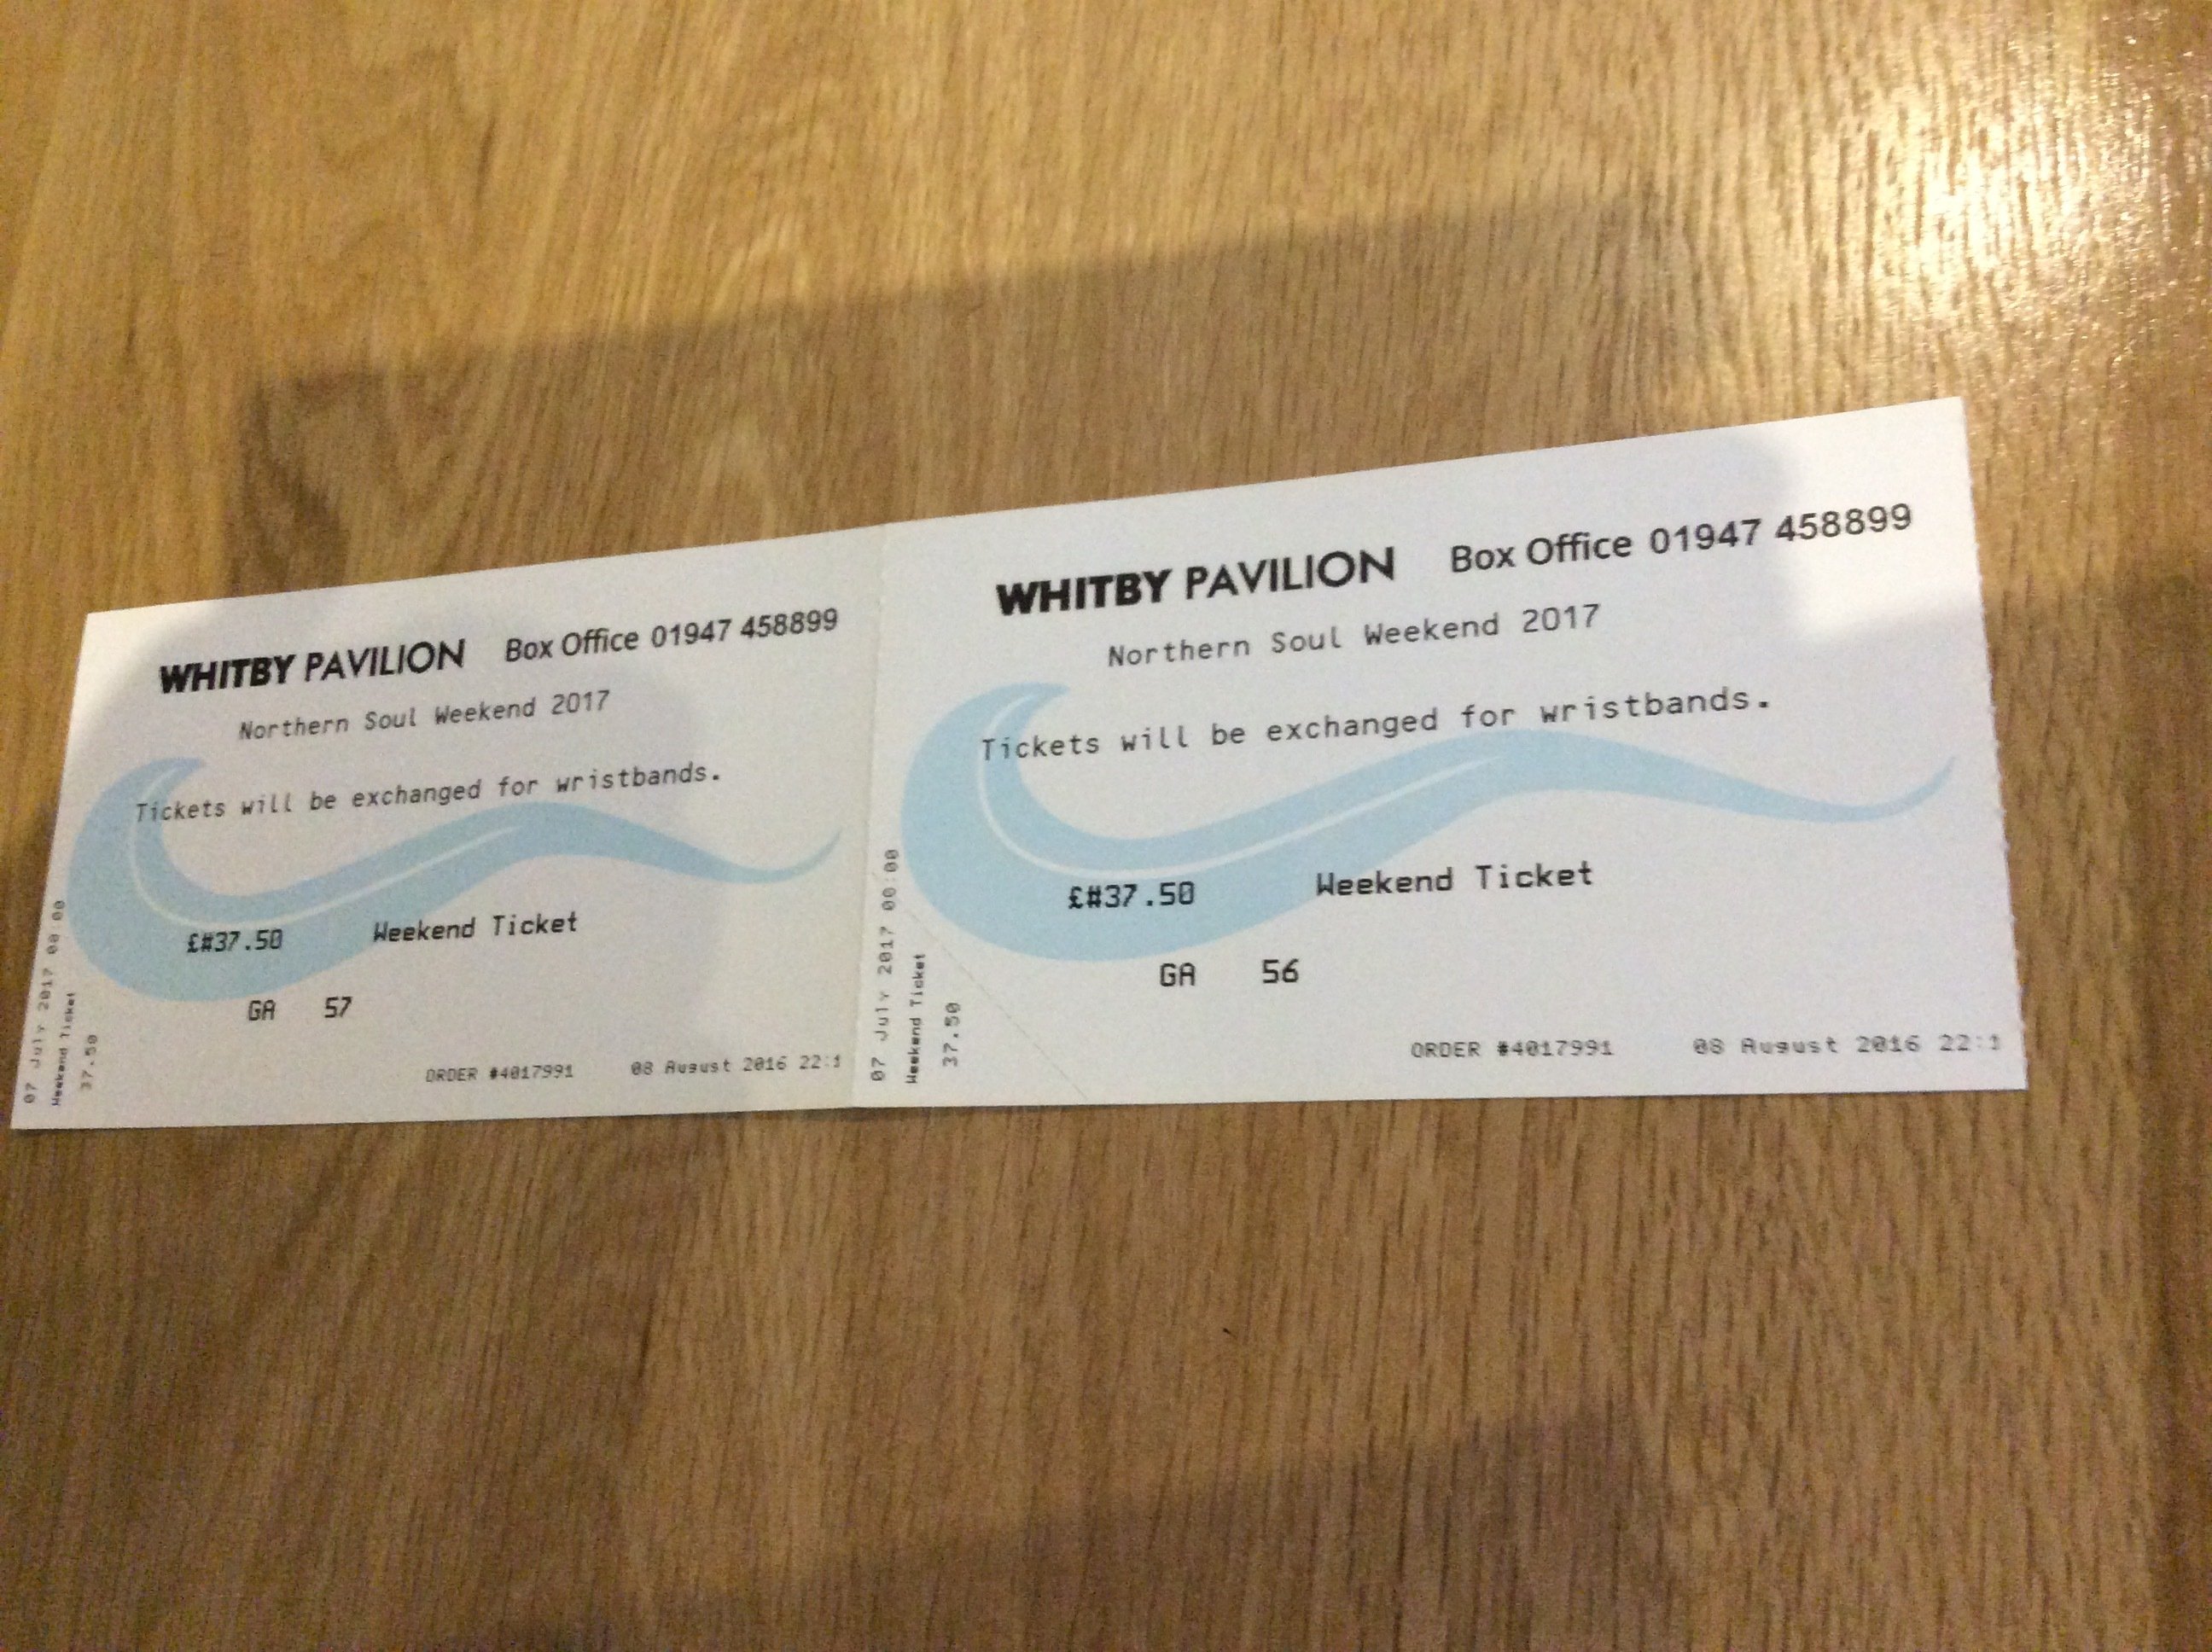 WHITBY PAVILION Box Office 01947 458899
Northern Soul Weekend 2017
Tickets will be exchanged for wristbands.
£#37.50 Weekend Ticket
GA 57
ORDER #4017991 08 August 2016 22:1
07 July 2017 00:00
Weekend Ticket
37.50
WHITBY PAVILION Box Office 01947 458899
Northern Soul Weekend 2017
Tickets will be exchanged for wristbands.
£#37.50 Weekend Ticket
GA 56
ORDER #4017991 08 August 2016 22:1
07 July 2017 00:00
Weekend Ticket
37.50